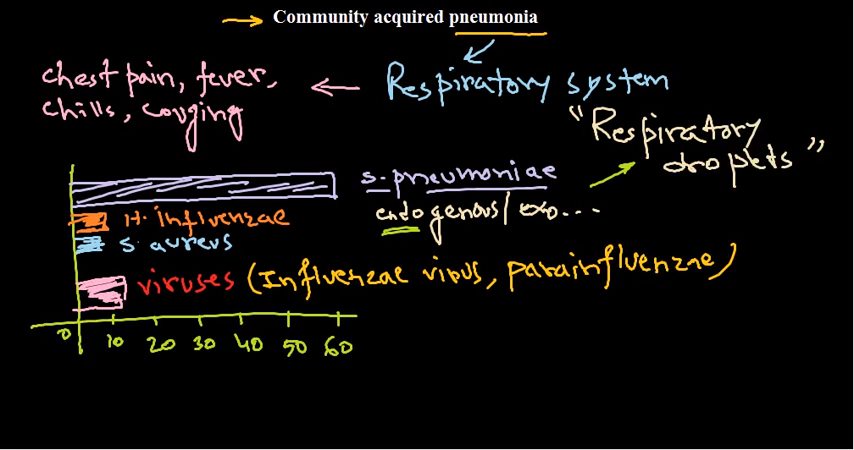 Community acquired pneumonia
chest pain, fever,
chills, couging
Respiratory system
"Respiratory
droplets"
s. pneumoniae
endogenous/ exo...
H. influenzae
S. aureus
viruses (Influenzae virus, parainfluenzae)
0 10 20 30 40 50 60